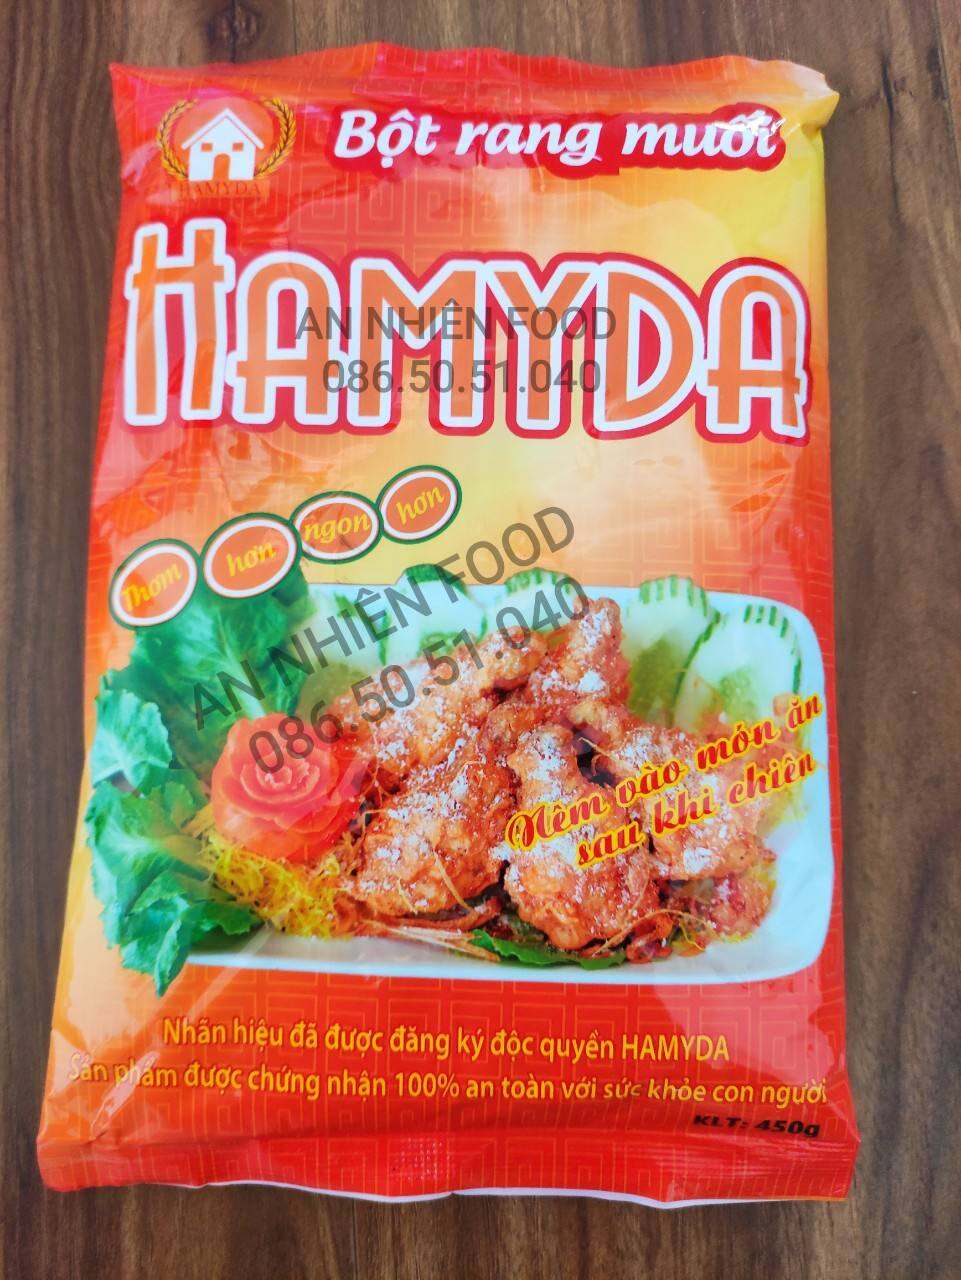 HAMYDA
Bột rang muối
HAMYDA
AN NHIÊN FOOD
086.50.51.040
Thơm hơn ngon hơn
AN NHIÊN FOOD
086.50.51.040
Nêm vào món ăn
sau khi chiên
Nhãn hiệu đã được đăng ký độc quyền HAMYDA
Sản phẩm được chứng nhận 100% an toàn với sức khỏe con người
KLT: 450g